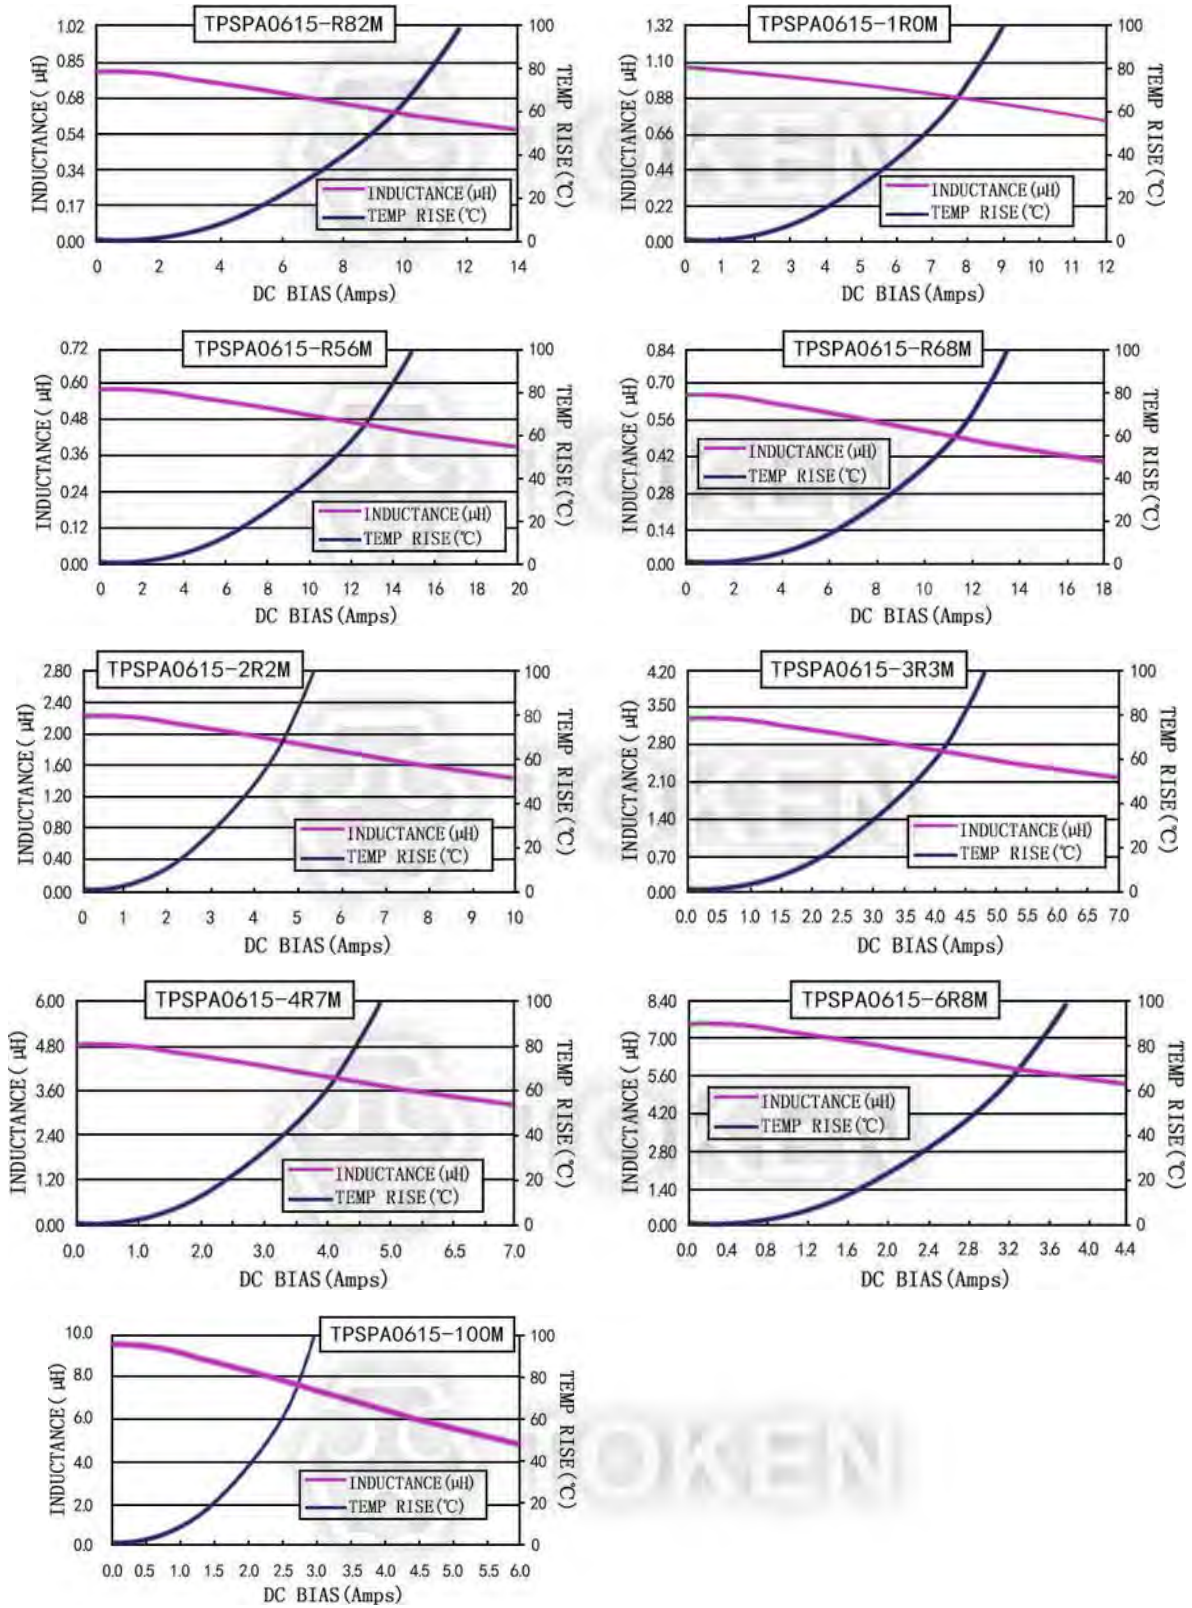 TPSPA0615-R82M
INDUCTANCE( μH)
1.02
0.85
0.68
0.54
0.34
0.17
0.00
100
80
60
40
20
0
TEMP RISE(℃)
INDUCTANCE(μH)
TEMP RISE(℃)
0 2 4 6 8 10 12 14
DC BIAS(Amps)
TPSPA0615-1R0M
INDUCTANCE( μH)
1.32
1.10
0.88
0.66
0.44
0.22
0.00
100
80
60
40
20
0
TEMP RISE(℃)
INDUCTANCE(μH)
TEMP RISE(℃)
0 1 2 3 4 5 6 7 8 9 10 11 12
DC BIAS(Amps)
TPSPA0615-R56M
INDUCTANCE( μH)
0.72
0.60
0.48
0.36
0.24
0.12
0.00
100
80
60
40
20
0
TEMP RISE(℃)
INDUCTANCE(μH)
TEMP RISE(℃)
0 2 4 6 8 10 12 14 16 20 20
DC BIAS(Amps)
TPSPA0615-R68M
INDUCTANCE( μH)
0.84
0.70
0.56
0.42
0.28
0.14
0.00
100
80
60
40
20
0
TEMP RISE(℃)
INDUCTANCE(μH)
TEMP RISE(℃)
0 2 4 6 8 10 12 14 16 18
DC BIAS(Amps)
TPSPA0615-2R2M
INDUCTANCE( μH)
2.80
2.40
2.00
1.60
1.20
0.80
0.40
0.00
100
80
60
40
20
0
TEMP RISE(℃)
INDUCTANCE(μH)
TEMP RISE(℃)
0 1 2 3 4 5 6 7 8 9 10
DC BIAS(Amps)
TPSPA0615-3R3M
INDUCTANCE( μH)
4.20
3.50
2.80
2.10
1.40
0.70
0.00
100
80
60
40
20
0
TEMP RISE(℃)
INDUCTANCE(μH)
TEMP RISE(℃)
0.0 0.5 1.0 1.5 2.0 2.5 3.0 3.5 4.0 4.5 5.0 5.5 6.0 6.5 7.0
DC BIAS(Amps)
TPSPA0615-4R7M
INDUCTANCE( μH)
6.00
4.80
3.60
2.40
1.20
0.00
100
80
60
40
20
0
TEMP RISE(℃)
INDUCTANCE(μH)
TEMP RISE(℃)
0.0 1.0 2.0 3.0 4.0 5.0 6.5 7.0
DC BIAS(Amps)
TPSPA0615-6R8M
INDUCTANCE( μH)
8.40
7.00
5.60
4.20
2.80
1.40
0.00
100
80
60
40
20
0
TEMP RISE(℃)
INDUCTANCE(μH)
TEMP RISE(℃)
0.0 0.4 0.8 1.2 1.6 2.0 2.4 2.8 3.2 3.6 4.0 4.4
DC BIAS(Amps)
TPSPA0615-100M
INDUCTANCE( μH)
10.0
8.0
6.0
4.0
2.0
0.0
100
80
60
40
20
0
TEMP RISE(℃)
INDUCTANCE(μH)
TEMP RISE(℃)
0.0 0.5 1.0 1.5 2.0 2.5 3.0 3.5 4.0 4.5 5.0 5.5 6.0
DC BIAS(Amps)
TOKEN